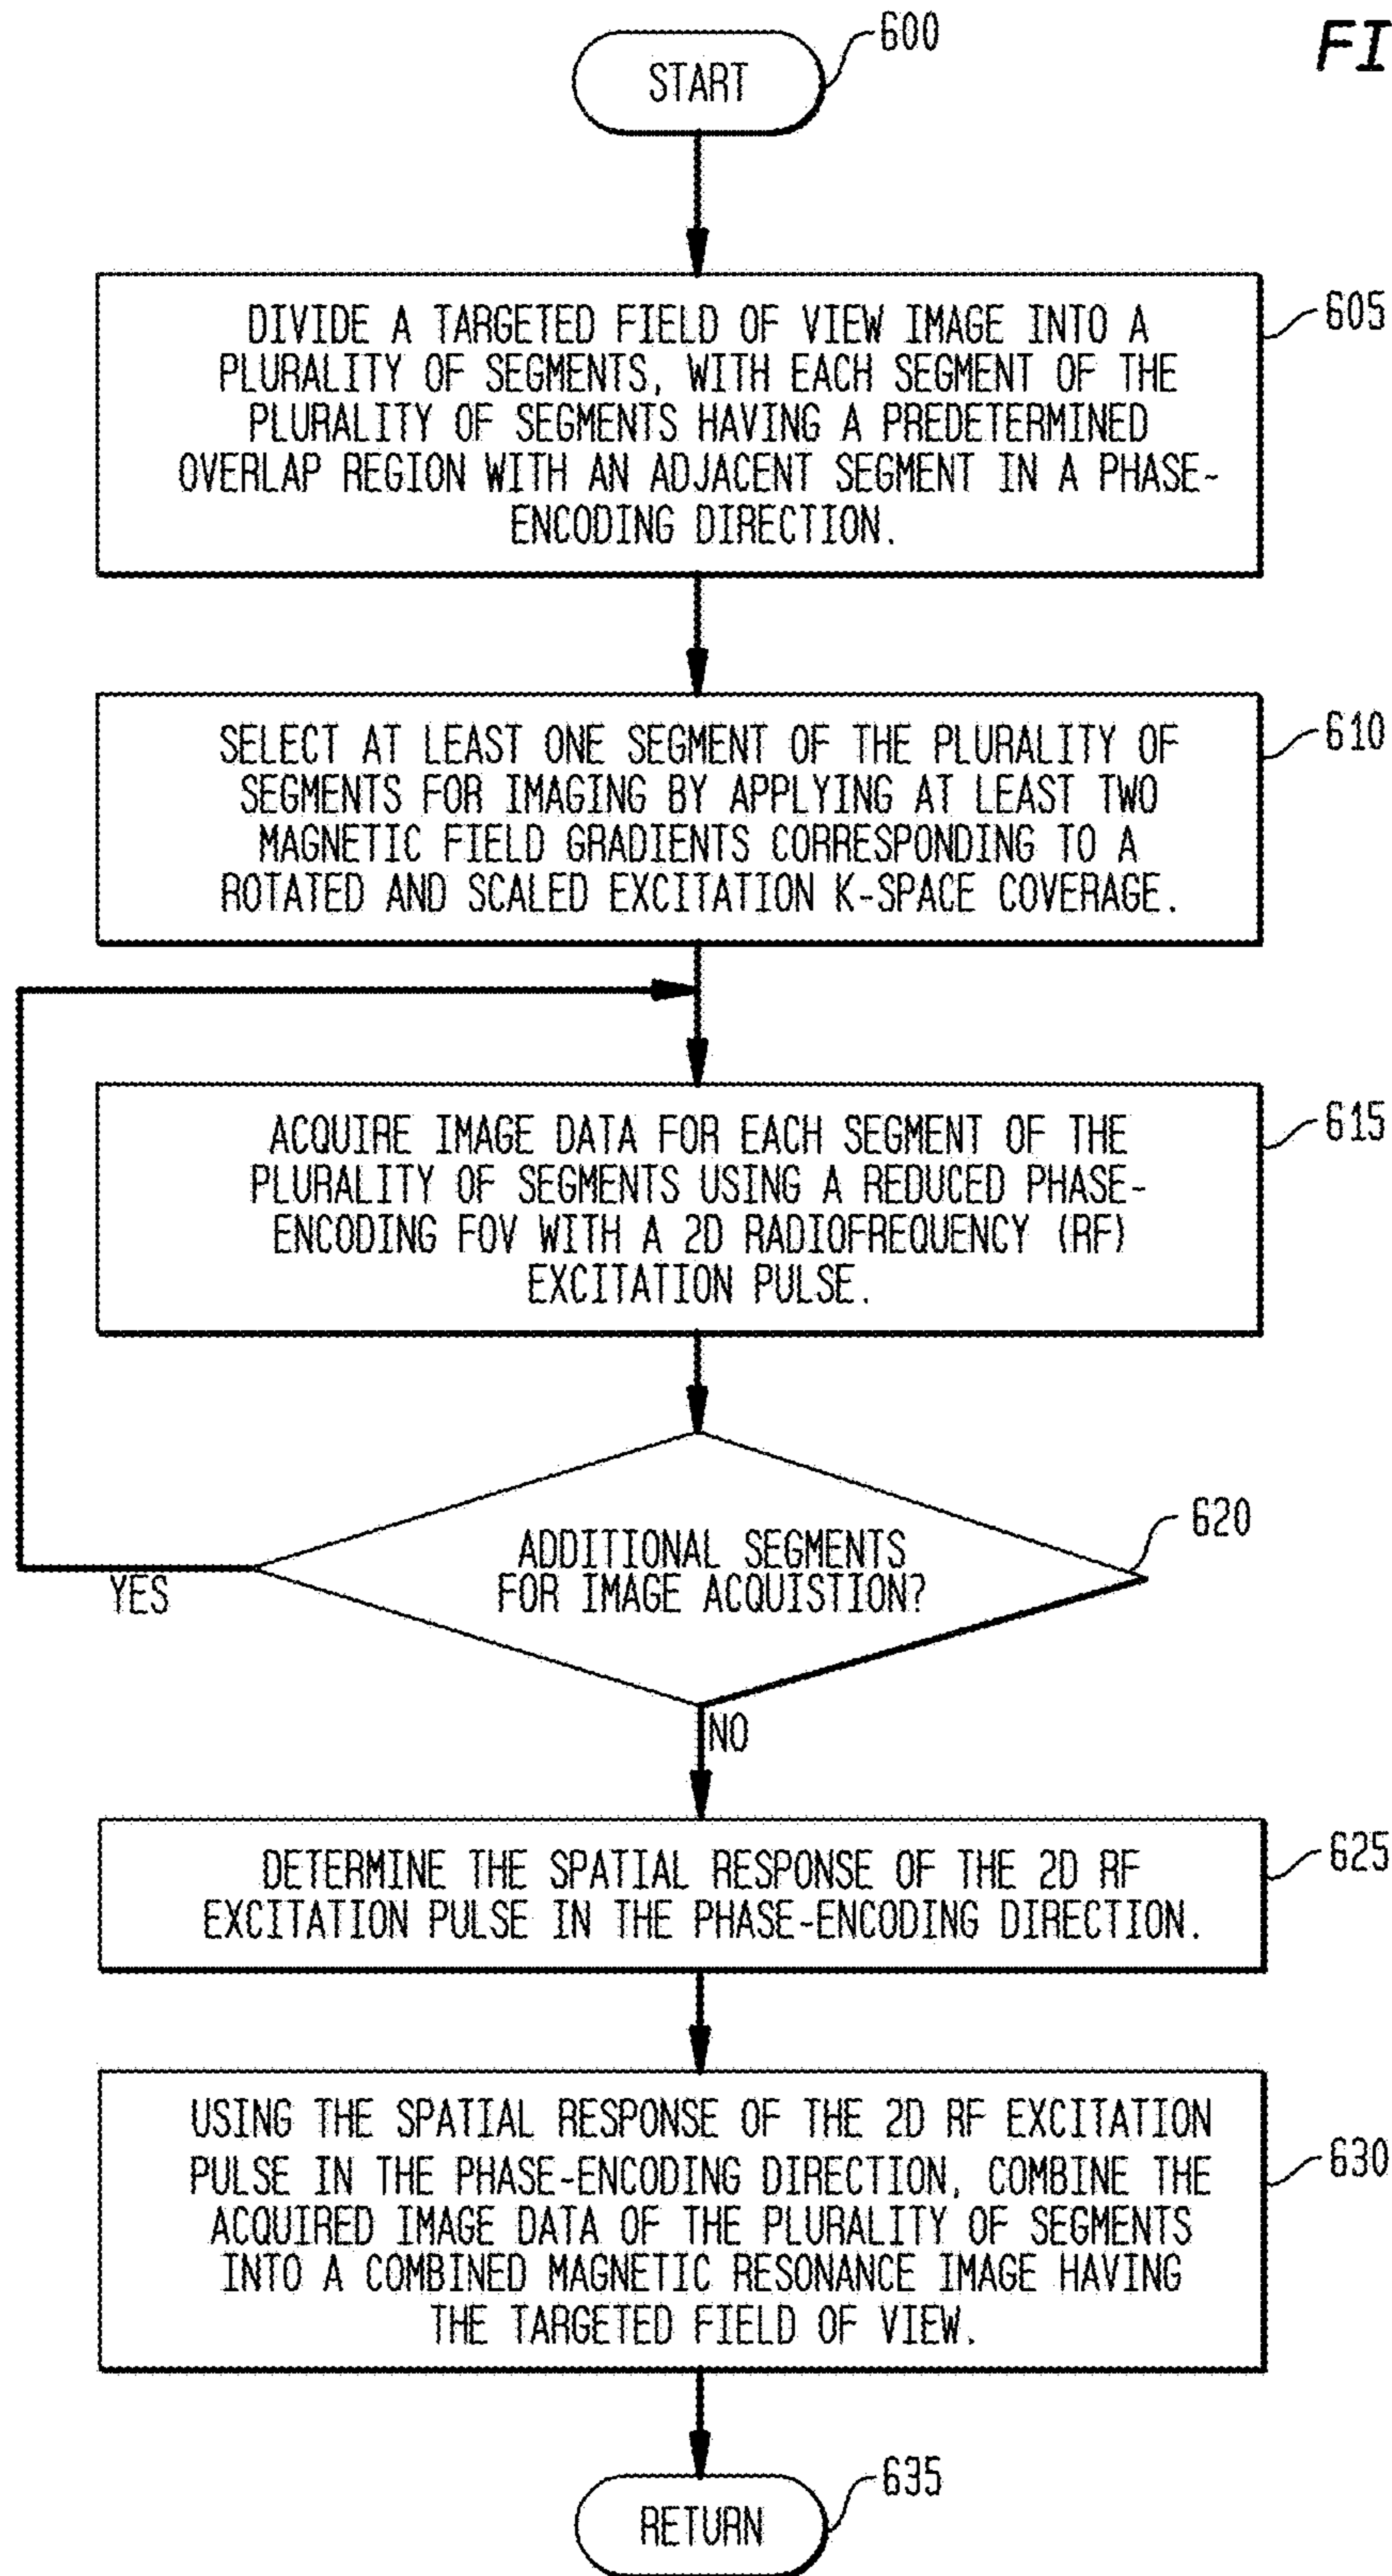 FI
START
600
DIVIDE A TARGETED FIELD OF VIEW IMAGE INTO A
PLURALITY OF SEGMENTS, WITH EACH SEGMENT OF THE
PLURALITY OF SEGMENTS HAVING A PREDETERMINED
OVERLAP REGION WITH AN ADJACENT SEGMENT IN A PHASE-
ENCODING DIRECTION.
605
SELECT AT LEAST ONE SEGMENT OF THE PLURALITY OF
SEGMENTS FOR IMAGING BY APPLYING AT LEAST TWO
MAGNETIC FIELD GRADIENTS CORRESPONDING TO A
ROTATED AND SCALED EXCITATION K-SPACE COVERAGE.
610
ACQUIRE IMAGE DATA FOR EACH SEGMENT OF THE
PLURALITY OF SEGMENTS USING A REDUCED PHASE-
ENCODING FOV WITH A 2D RADIOFREQUENCY (RF)
EXCITATION PULSE.
615
ADDITIONAL SEGMENTS
FOR IMAGE ACQUISTION?
620
YES
NO
DETERMINE THE SPATIAL RESPONSE OF THE 2D RF
EXCITATION PULSE IN THE PHASE-ENCODING DIRECTION.
625
USING THE SPATIAL RESPONSE OF THE 2D RF EXCITATION
PULSE IN THE PHASE-ENCODING DIRECTION, COMBINE THE
ACQUIRED IMAGE DATA OF THE PLURALITY OF SEGMENTS
INTO A COMBINED MAGNETIC RESONANCE IMAGE HAVING
THE TARGETED FIELD OF VIEW.
630
RETURN
635